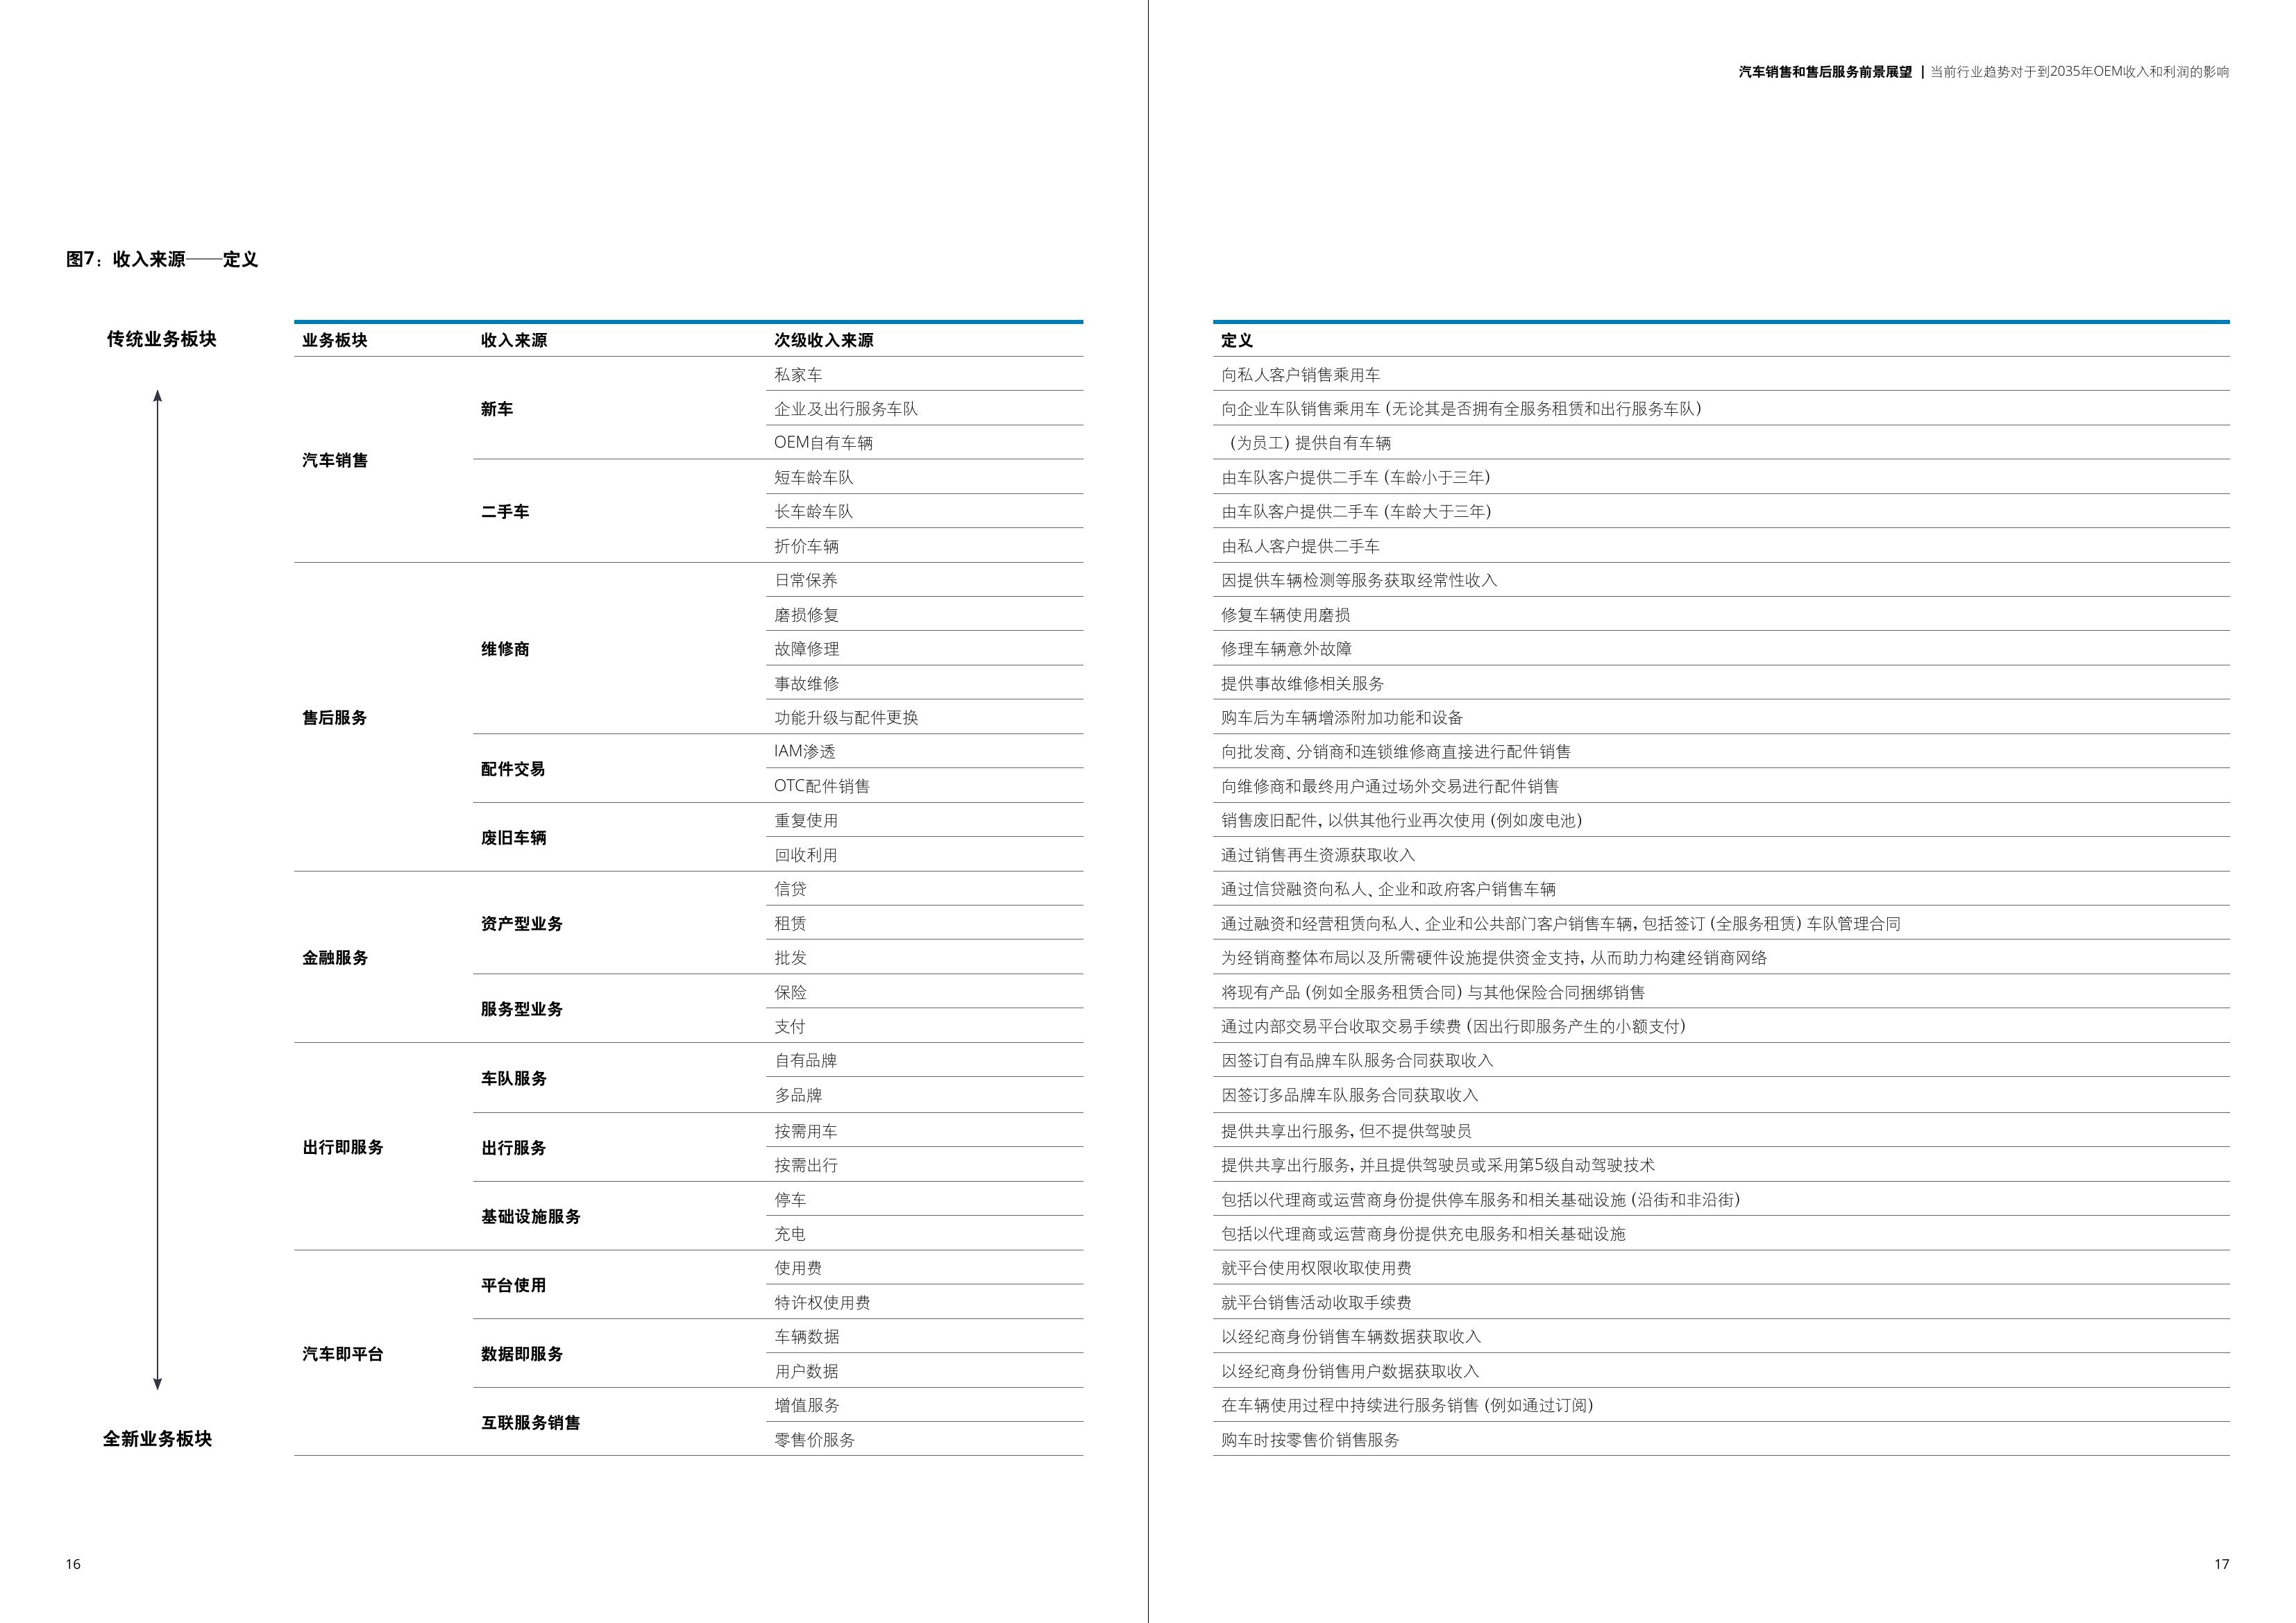 汽车销售和售后服务前景展望 | 当前行业趋势对于到2035年OEM收入和利润的影响
图7：收入来源——定义
传统业务板块
业务板块 收入来源 次级收入来源 定义
汽车销售
新车
私家车 向私人客户销售乘用车
企业及出行服务车队 向企业车队销售乘用车（无论其是否拥有全服务租赁和出行服务车队）
OEM自有车辆 （为员工）提供自有车辆
二手车
短车龄车队 由车队客户提供二手车（车龄小于三年）
长车龄车队 由车队客户提供二手车（车龄大于三年）
折价车辆 由私人客户提供二手车
售后服务
维修商
日常保养 因提供车辆检测等服务获取经常性收入
磨损修复 修复车辆使用磨损
故障修理 修理车辆意外故障
事故维修 提供事故维修相关服务
功能升级与配件更换 购车后为车辆增添附加功能和设备
配件交易
IAM渗透 向批发商、分销商和连锁维修商直接进行配件销售
OTC配件销售 向维修商和最终用户通过场外交易进行配件销售
废旧车辆
重复使用 销售废旧配件，以供其他行业再次使用（例如废电池）
回收利用 通过销售再生资源获取收入
金融服务
资产型业务
信贷 通过信贷融资向私人、企业和政府客户销售车辆
租赁 通过融资和经营租赁向私人、企业和公共部门客户销售车辆，包括签订（全服务租赁）车队管理合同
批发 为经销商整体布局以及所需硬件设施提供资金支持，从而助力构建经销商网络
服务型业务
保险 将现有产品（例如全服务租赁合同）与其他保险合同捆绑销售
支付 通过内部交易平台收取交易手续费（因出行即服务产生的小额支付）
出行即服务
车队服务
自有品牌 因签订自有品牌车队服务合同获取收入
多品牌 因签订多品牌车队服务合同获取收入
出行服务
按需用车 提供共享出行服务，但不提供驾驶员
按需出行 提供共享出行服务，并且提供驾驶员或采用第5级自动驾驶技术
基础设施服务
停车 包括以代理商或运营商身份提供停车服务和相关基础设施（沿街和非沿街）
充电 包括以代理商或运营商身份提供充电服务和相关基础设施
汽车即平台
平台使用
使用费 就平台使用权限收取使用费
特许权使用费 就平台销售活动收取手续费
数据即服务
车辆数据 以经纪商身份销售车辆数据获取收入
用户数据 以经纪商身份销售用户数据获取收入
互联服务销售
增值服务 在车辆使用过程中持续进行服务销售（例如通过订阅）
零售价服务 购车时按零售价销售服务
全新业务板块
16
17